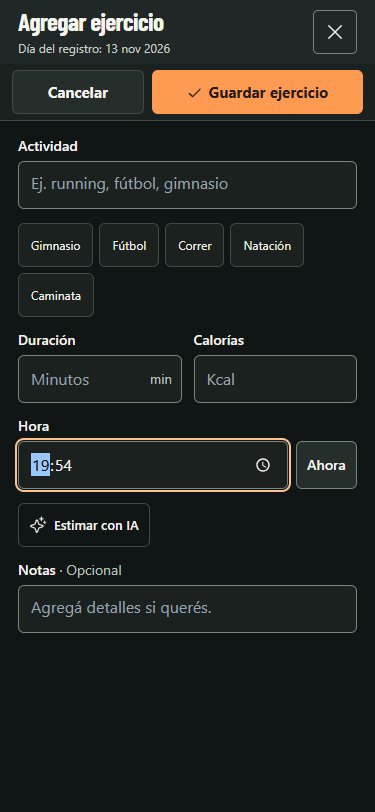 Agregar ejercicio
Día del registro: 13 nov 2026
Cancelar
Guardar ejercicio
Actividad
Ej. running, fútbol, gimnasio
Gimnasio
Fútbol
Correr
Natación
Caminata
Duración
Calorías
Minutos
min
Kcal
Hora
19:54
Ahora
Estimar con IA
Notas · Opcional
Agregá detalles si querés.